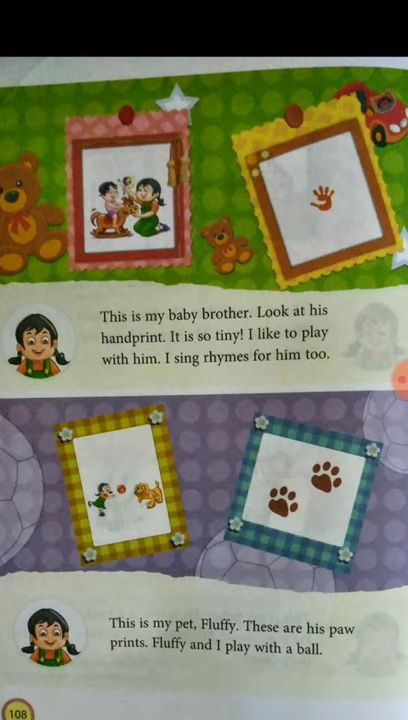 This is my baby brother. Look at his
handprint. It is so tiny! I like to play
with him. I sing rhymes for him too.
This is my pet, Fluffy. These are his paw
prints. Fluffy and I play with a ball.
108